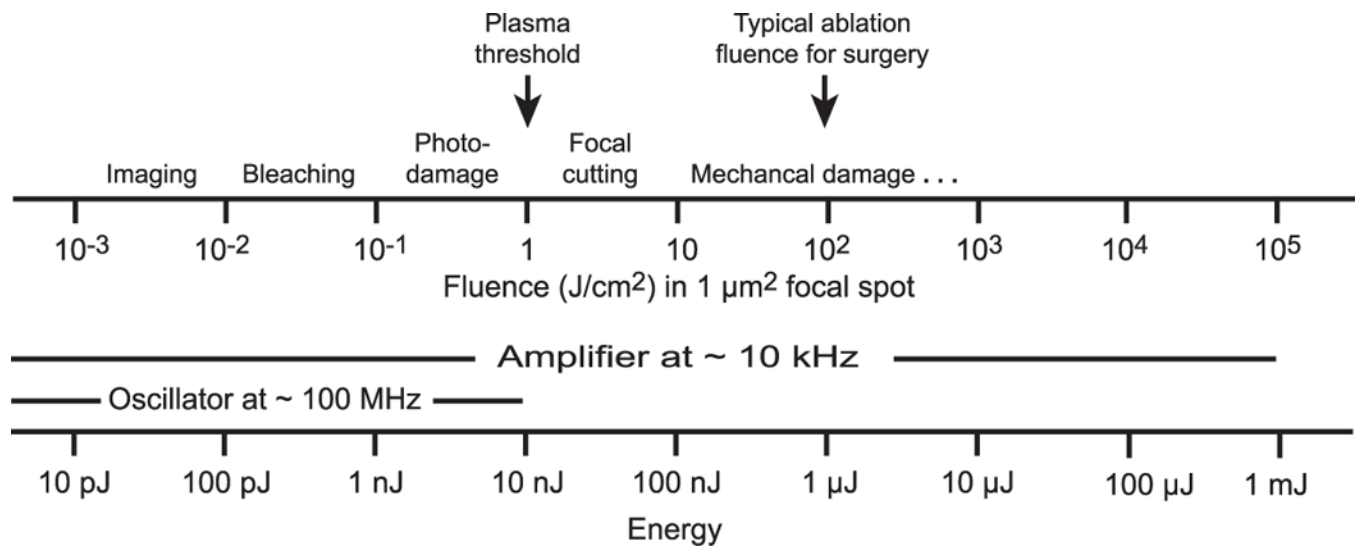 Plasma
threshold
Typical ablation
fluence for surgery
Imaging
Bleaching
Photo-
damage
Focal
cutting
Mechancal damage . . .
10-3 10-2 10-1 1 10 10² 10³ 10⁴ 10⁵
Fluence (J/cm²) in 1 µm² focal spot
Amplifier at ~ 10 kHz
Oscillator at ~ 100 MHz
10 pJ 100 pJ 1 nJ 10 nJ 100 nJ 1 µJ 10 µJ 100 µJ 1 mJ
Energy